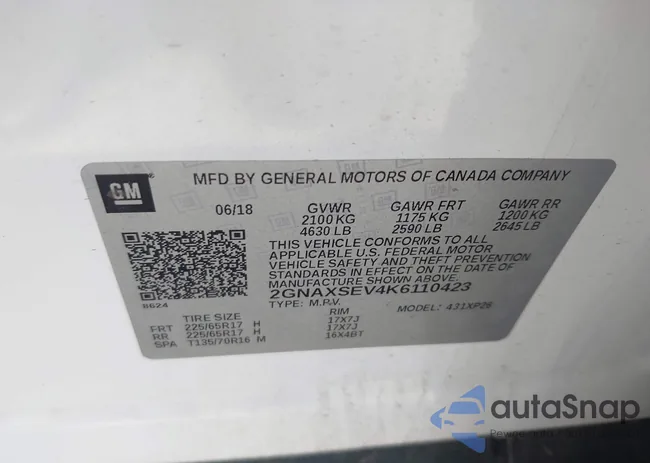 GM
MFD BY GENERAL MOTORS OF CANADA COMPANY
06/18 GVWR GAWR FRT GAWR RR
2100 KG 1175 KG 1200 KG
4630 LB 2590 LB 2645 LB
THIS VEHICLE CONFORMS TO ALL
APPLICABLE U.S. FEDERAL MOTOR
VEHICLE SAFETY AND THEFT PREVENTION
STANDARDS IN EFFECT ON THE DATE OF
MANUFACTURE SHOWN ABOVE.
2GNAXSEV4K6110423
8624
TYPE: M.P.V. MODEL: 431XP26
TIRE SIZE RIM
FRT 225/65R17 H 17X7J
RR 225/65R17 H 17X7J
SPA T135/70R16 M 16X4BT
autoSnap